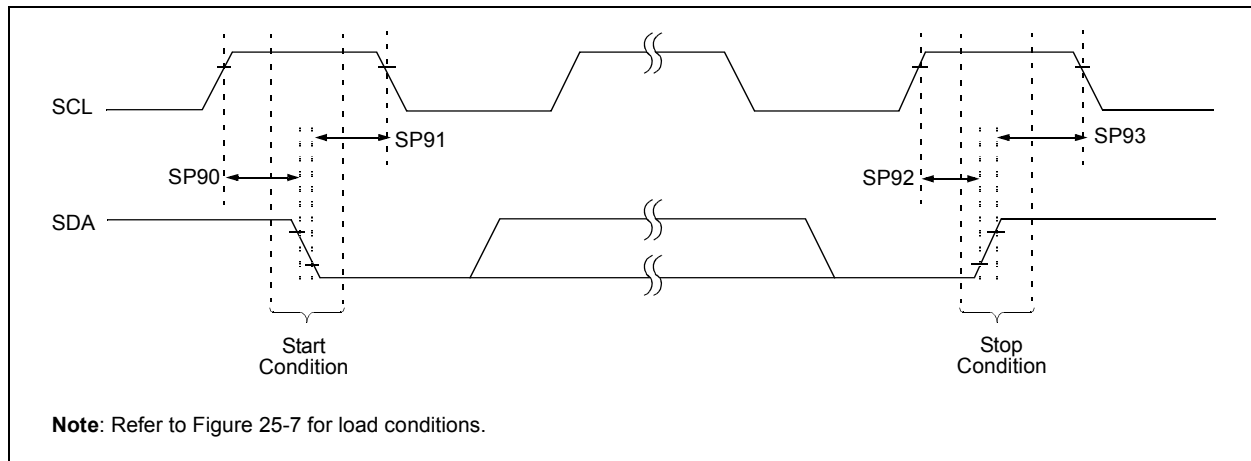 SCL
SP91
SP93
SP90
SP92
SDA
Start
Condition
Stop
Condition
Note: Refer to Figure 25-7 for load conditions.